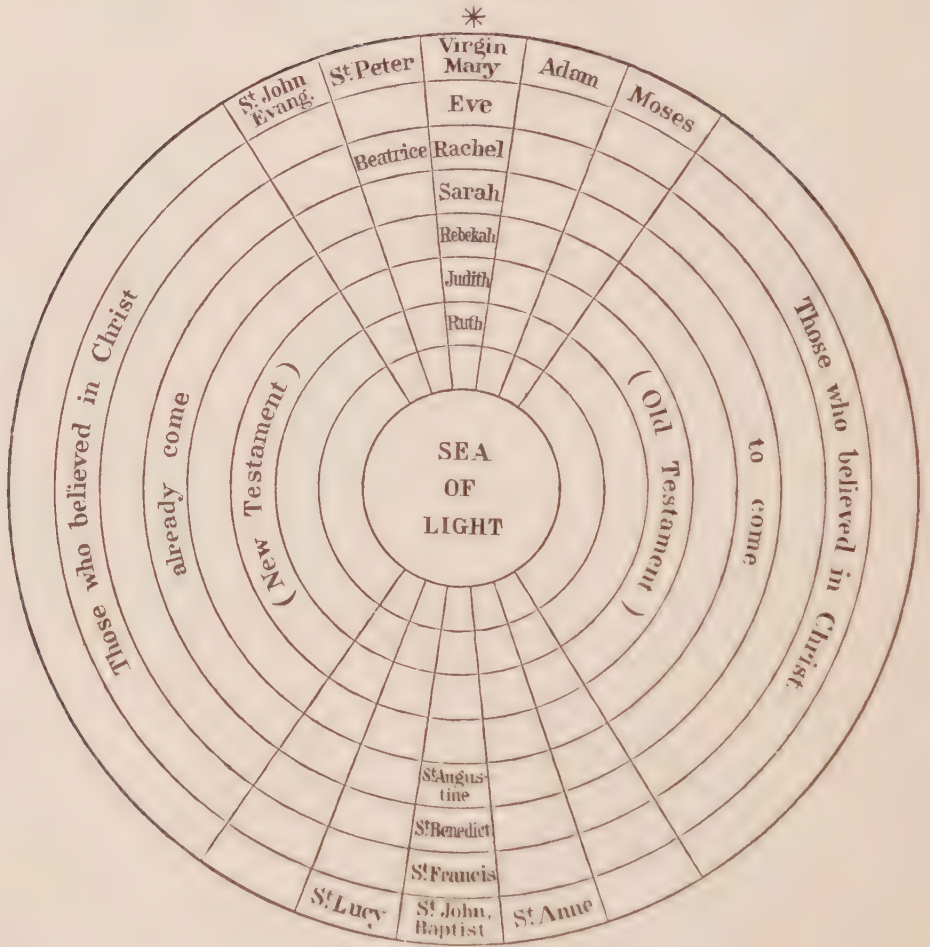 *
Virgin
Mary
St. John
Evang.
St. Peter
Adam
Moses
Eve
Beatrice
Rachel
Sarah
Rebekah
Judith
Ruth
Those who believed in Christ
already come
(New Testament)
SEA
OF
LIGHT
(Old Testament)
to come
Those who believed in Christ
St. Augus-
tine
St. Benedict
St. Francis
St. Lucy
St. John,
Baptist
St. Anne